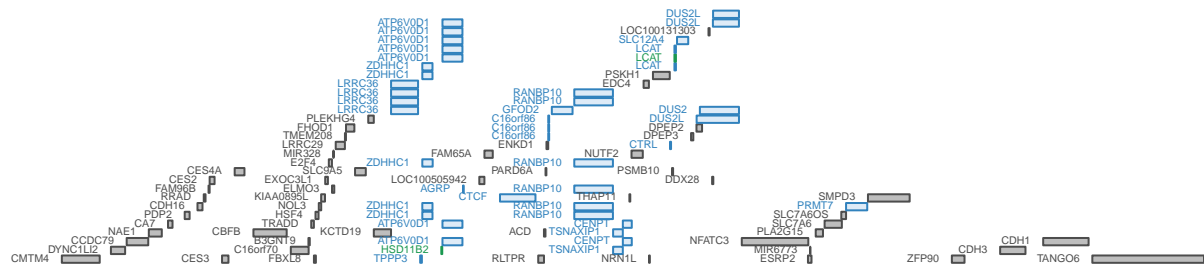 DUS2L
ATP6V0D1 DUS2L
ATP6V0D1 LOC100131303
ATP6V0D1 SLC12A4
ATP6V0D1 LCAT
ATP6V0D1 LCAT
ZDHHC1 LCAT
ZDHHC1 PSKH1
LRRC36 EDC4
LRRC36 RANBP10
LRRC36 RANBP10
LRRC36 GFOD2 DUS2
PLEKHG4 C16orf86 DUS2L
FHOD1 C16orf86 DPEP2
TMEM208 C16orf86 DPEP3
LRRC29 ENKD1 CTRL
MIR328 FAM65A NUTF2
E2F4 ZDHHC1 RANBP10
CES4A SLC9A5 PARD6A PSMB10
CES2 EXOC3L1 LOC100505942 DDX28
FAM96B ELMO3 AGRP RANBP10
RRAD KIAA0895L CTCF THAP11 SMPD3
CDH16 NOL3 ZDHHC1 RANBP10 PRMT7
PDP2 HSF4 ZDHHC1 RANBP10 SLC7A6OS
CA7 TRADD ATP6V0D1 CENPT SLC7A6
NAE1 CBFB KCTD19 ACD TSNAXIP1 PLA2G15
CCDC79 B3GNT9 ATP6V0D1 CENPT NFATC3 CDH1
DYNC1LI2 C16orf70 HSD11B2 TSNAXIP1 MIR6773 CDH3
CMTM4 CES3 FBXL8 TPPP3 RLTPR NRN1L ESRP2 ZFP90 TANGO6